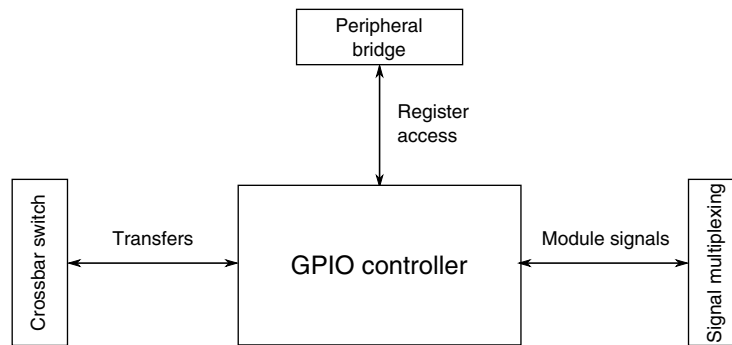 Peripheral
bridge
Register
access
Crossbar switch
Transfers
GPIO controller
Module signals
Signal multiplexing